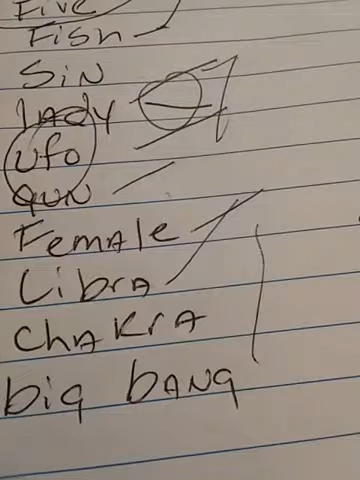 Five
Fish
Sin
lady
ufo
Gun
Female
Libra
chakra
big bang